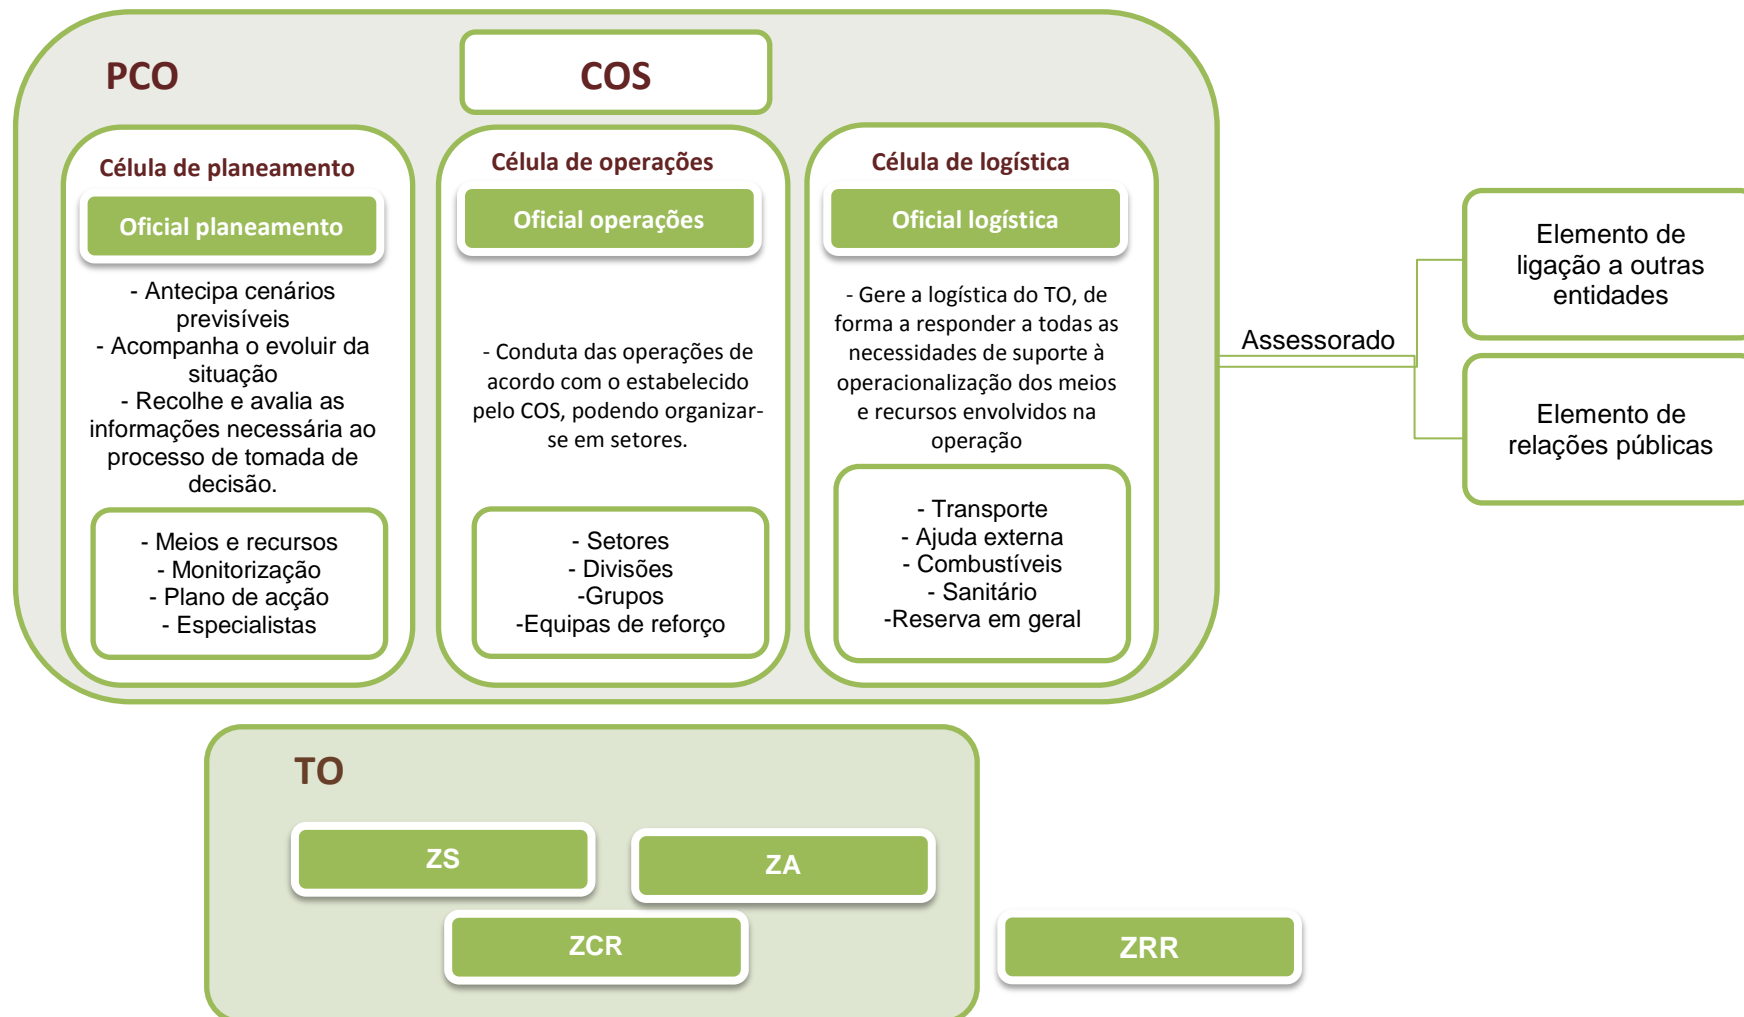 PCO
COS
Célula de planeamento
Oficial planeamento
- Antecipa cenários
previsíveis
- Acompanha o evoluir da
situação
- Recolhe e avalia as
informações necessária ao
processo de tomada de
decisão.
- Meios e recursos
- Monitorização
- Plano de acção
- Especialistas
Célula de operações
Oficial operações
- Conduta das operações de
acordo com o estabelecido
pelo COS, podendo organizar-
se em setores.
- Setores
- Divisões
-Grupos
-Equipas de reforço
Célula de logística
Oficial logística
- Gere a logística do TO, de
forma a responder a todas as
necessidades de suporte à
operacionalização dos meios
e recursos envolvidos na
operação
- Transporte
- Ajuda externa
- Combustíveis
- Sanitário
-Reserva em geral
Assessorado
Elemento de
ligação a outras
entidades
Elemento de
relações públicas
TO
ZS
ZA
ZCR
ZRR